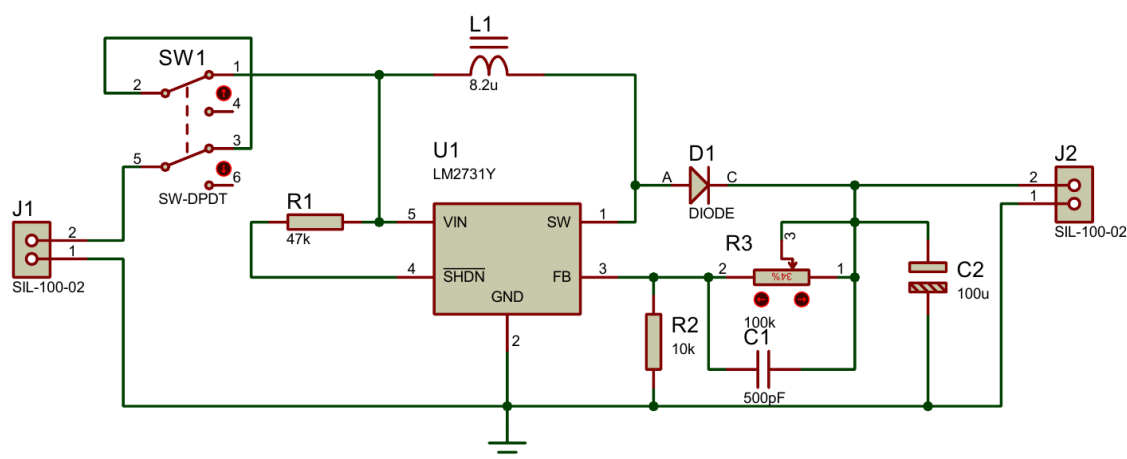 L1
8.2u
SW1
1
2
4
3
5
6
SW-DPDT
J1
2
1
SIL-100-02
R1
47k
U1
LM2731Y
5
VIN
SW
1
4
SHDN
FB
3
GND
2
D1
A
C
DIODE
J2
2
1
SIL-100-02
R3
3
2
34%
1
100k
C1
500pF
R2
10k
C2
100u